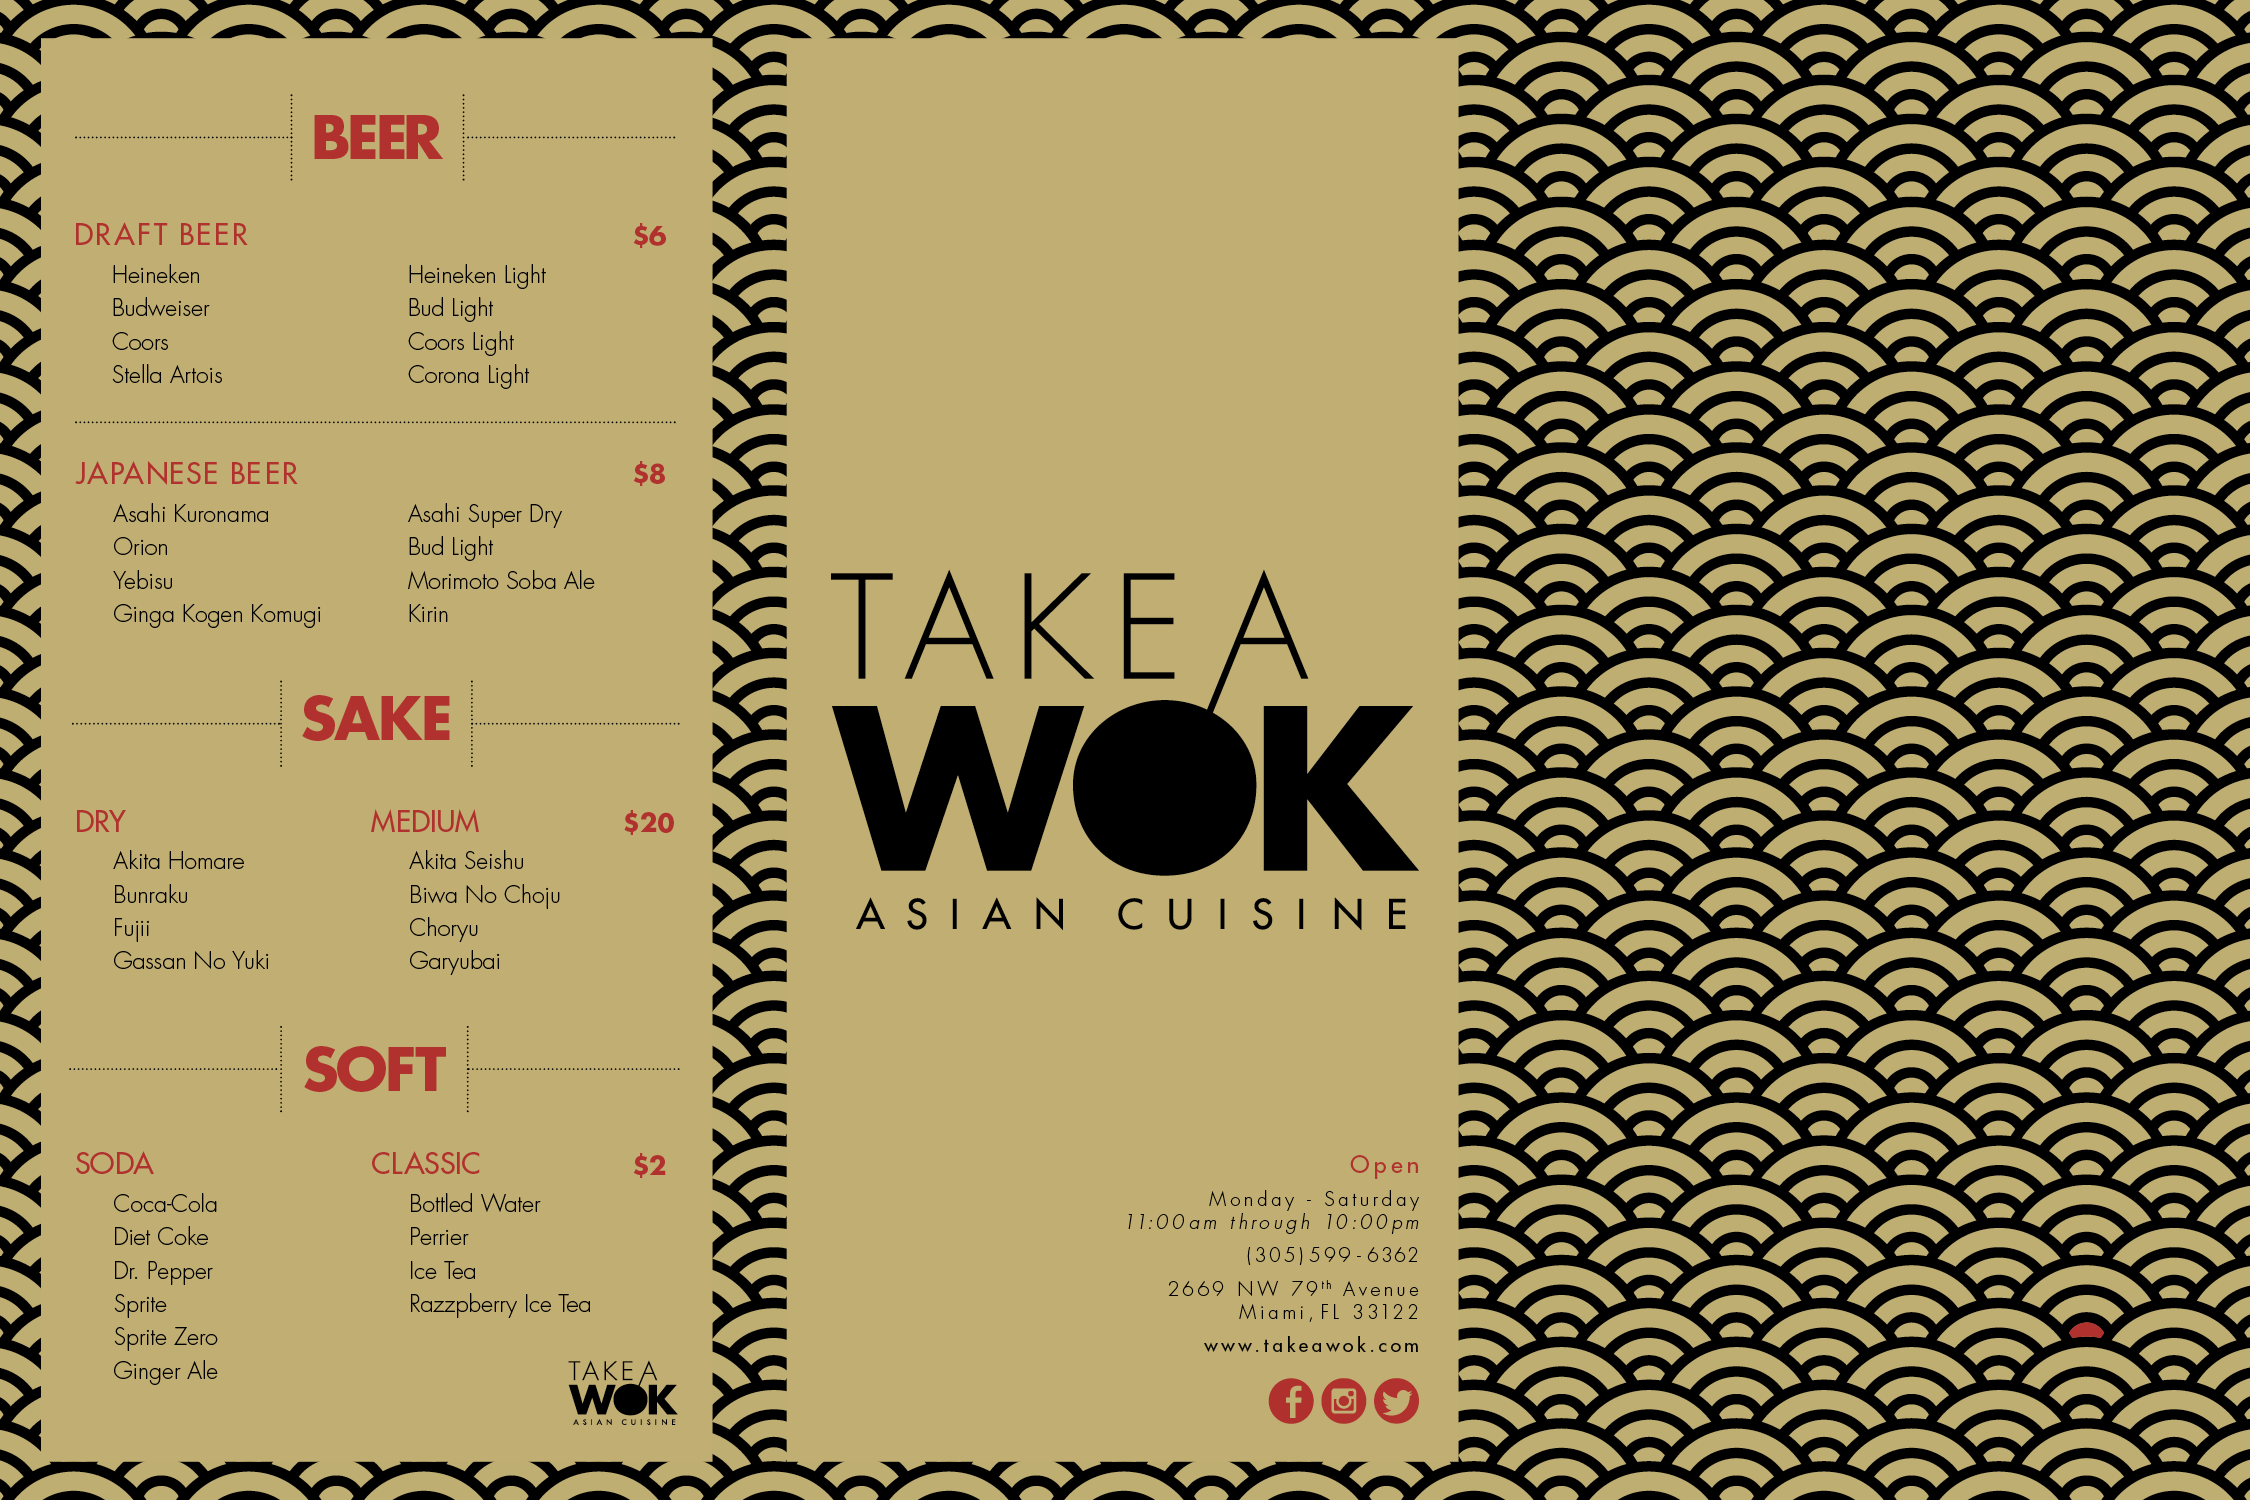 BEER
DRAFT BEER $6
Heineken Heineken Light
Budweiser Bud Light
Coors Coors Light
Stella Artois Corona Light
JAPANESE BEER $8
Asahi Kuronama Asahi Super Dry
Orion Bud Light
Yebisu Morimoto Soba Ale
Ginga Kogen Komugi Kirin
SAKE
DRY MEDIUM $20
Akita Homare Akita Seishu
Bunraku Biwa No Choju
Fujii Choryu
Gassan No Yuki Garyubai
SOFT
SODA CLASSIC $2
Coca-Cola Bottled Water
Diet Coke Perrier
Dr. Pepper Ice Tea
Sprite Razzpberry Ice Tea
Sprite Zero
Ginger Ale
TAKE A
WOK
ASIAN CUISINE
TAKE A
WOK
ASIAN CUISINE
Open
Monday - Saturday
11:00am through 10:00pm
(305)599-6362
2669 NW 79th Avenue
Miami, FL 33122
www.takeawok.com